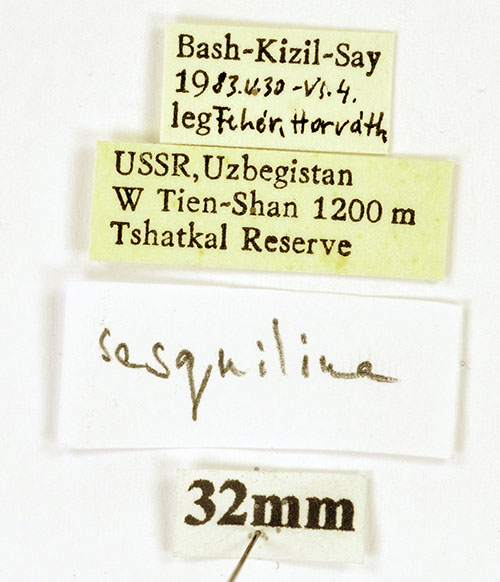 Bash-Kizil-Say
1983.V.30-VI.4.
leg Fehér, Horváth
USSR, Uzbegistan
W Tien-Shan 1200 m
Tshatkal Reserve
sesquilina
32mm